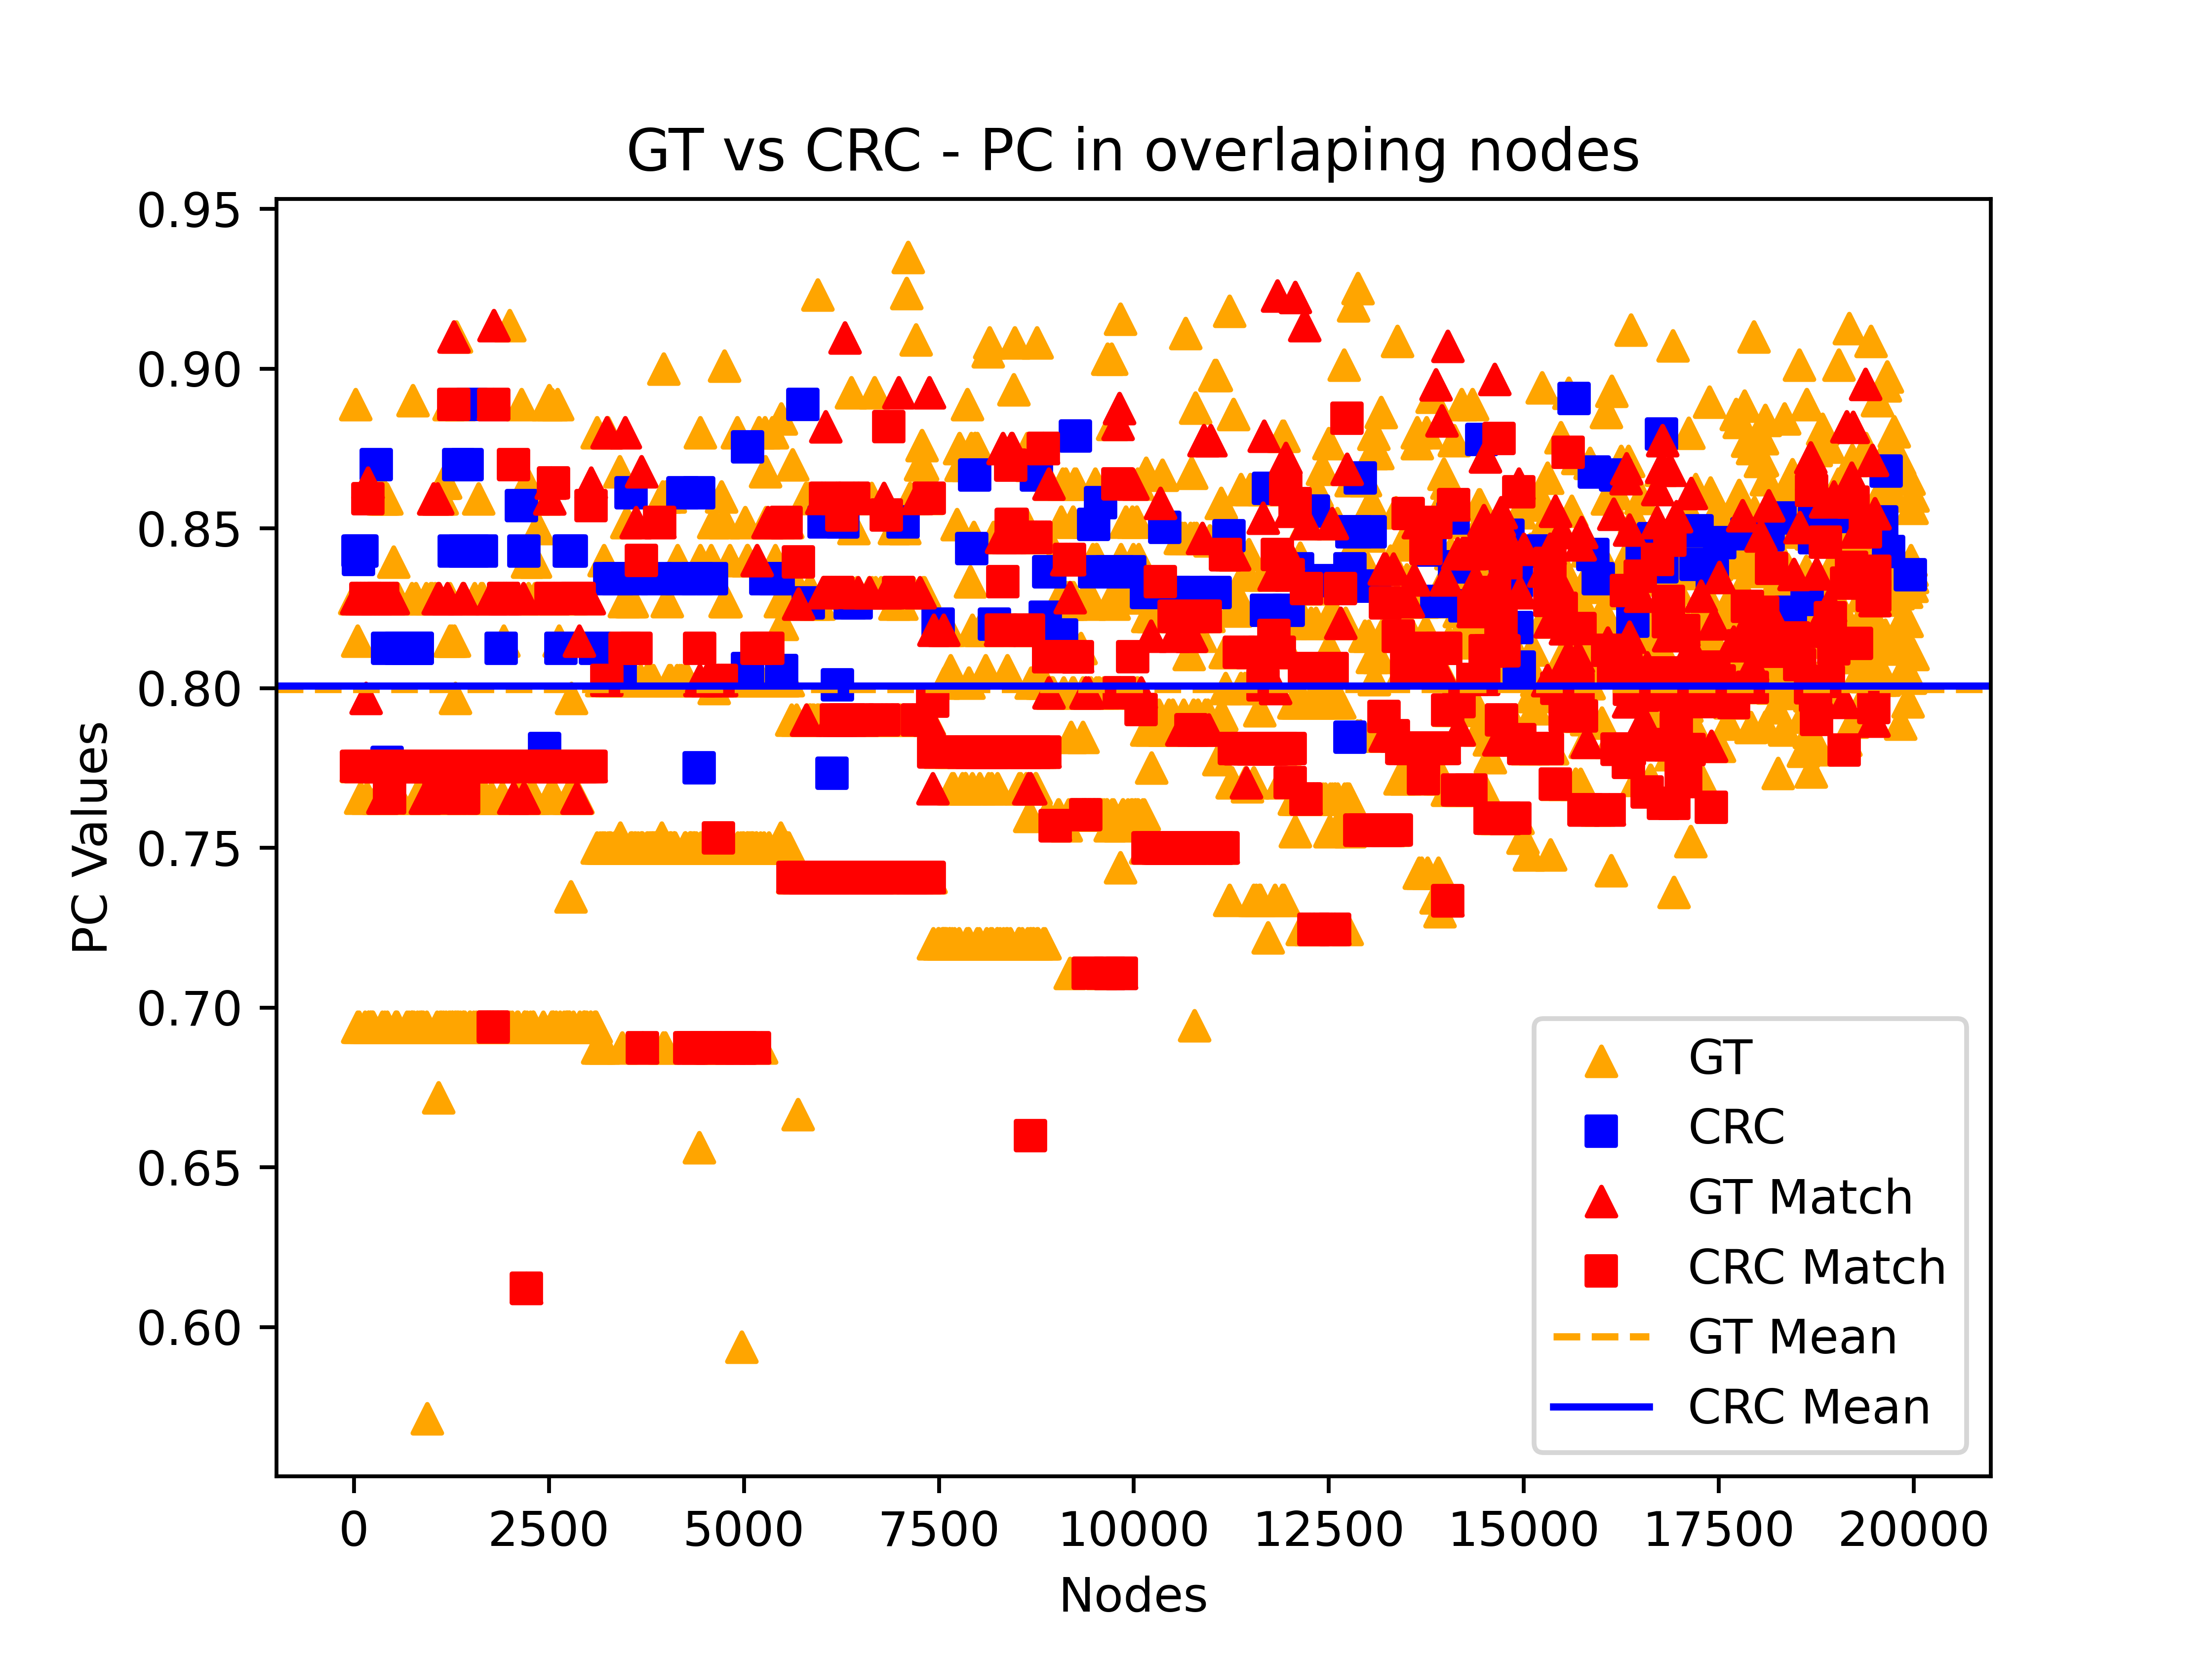 GT vs CRC - PC in overlaping nodes
0.95
0.90
0.85
0.80
0.75
0.70
0.65
0.60
PC Values
GT
CRC
GT Match
CRC Match
GT Mean
CRC Mean
0 2500 5000 7500 10000 12500 15000 17500 20000
Nodes